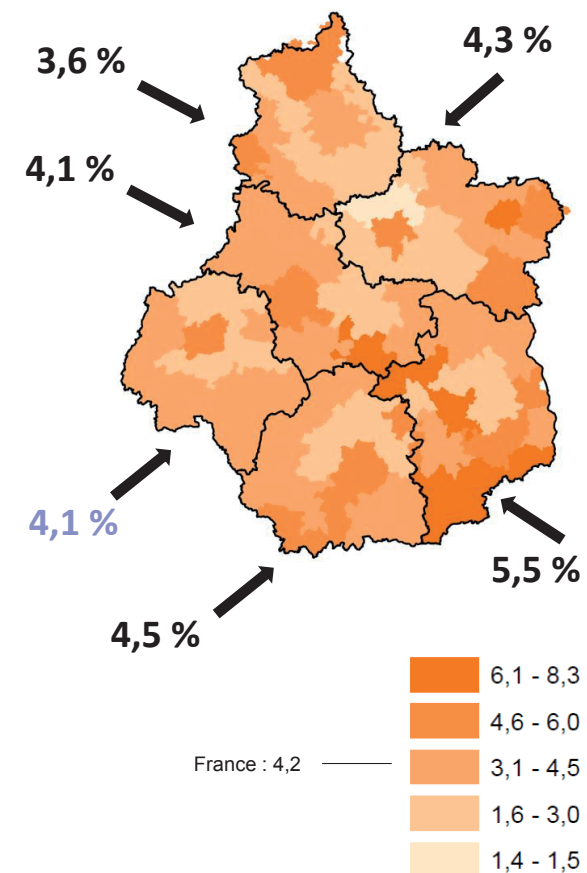 4,3 %
3,6 %
4,1 %
4,1 %
5,5 %
4,5 %
6,1 - 8,3
4,6 - 6,0
France : 4,2
3,1 - 4,5
1,6 - 3,0
1,4 - 1,5